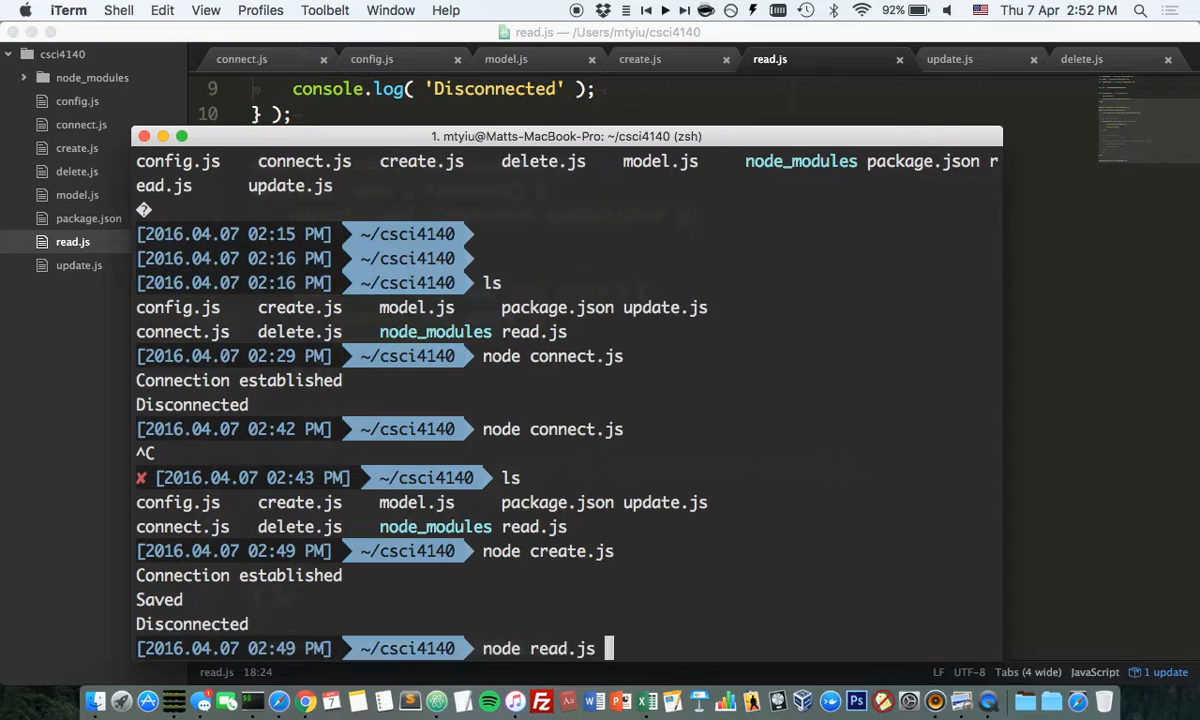 iTerm Shell Edit View Profiles Toolbelt Window Help 92% Thu 7 Apr 2:52 PM
read.js — /Users/mtyiu/csci4140
csci4140
node_modules
config.js
connect.js
create.js
delete.js
model.js
package.json
read.js
update.js
connect.js config.js model.js create.js read.js update.js delete.js
9 console.log( 'Disconnected' );
10 } );
1. mtyiu@Matts-MacBook-Pro: ~/csci4140 (zsh)
config.js connect.js create.js delete.js model.js node_modules package.json r
ead.js update.js
�
[2016.04.07 02:15 PM] ~/csci4140
[2016.04.07 02:16 PM] ~/csci4140
[2016.04.07 02:16 PM] ~/csci4140 ls
config.js create.js model.js package.json update.js
connect.js delete.js node_modules read.js
[2016.04.07 02:29 PM] ~/csci4140 node connect.js
Connection established
Disconnected
[2016.04.07 02:42 PM] ~/csci4140 node connect.js
^C
✘ [2016.04.07 02:43 PM] ~/csci4140 ls
config.js create.js model.js package.json update.js
connect.js delete.js node_modules read.js
[2016.04.07 02:49 PM] ~/csci4140 node create.js
Connection established
Saved
Disconnected
[2016.04.07 02:49 PM] ~/csci4140 node read.js
read.js 18:24 LF UTF-8 Tabs (4 wide) JavaScript 1 update